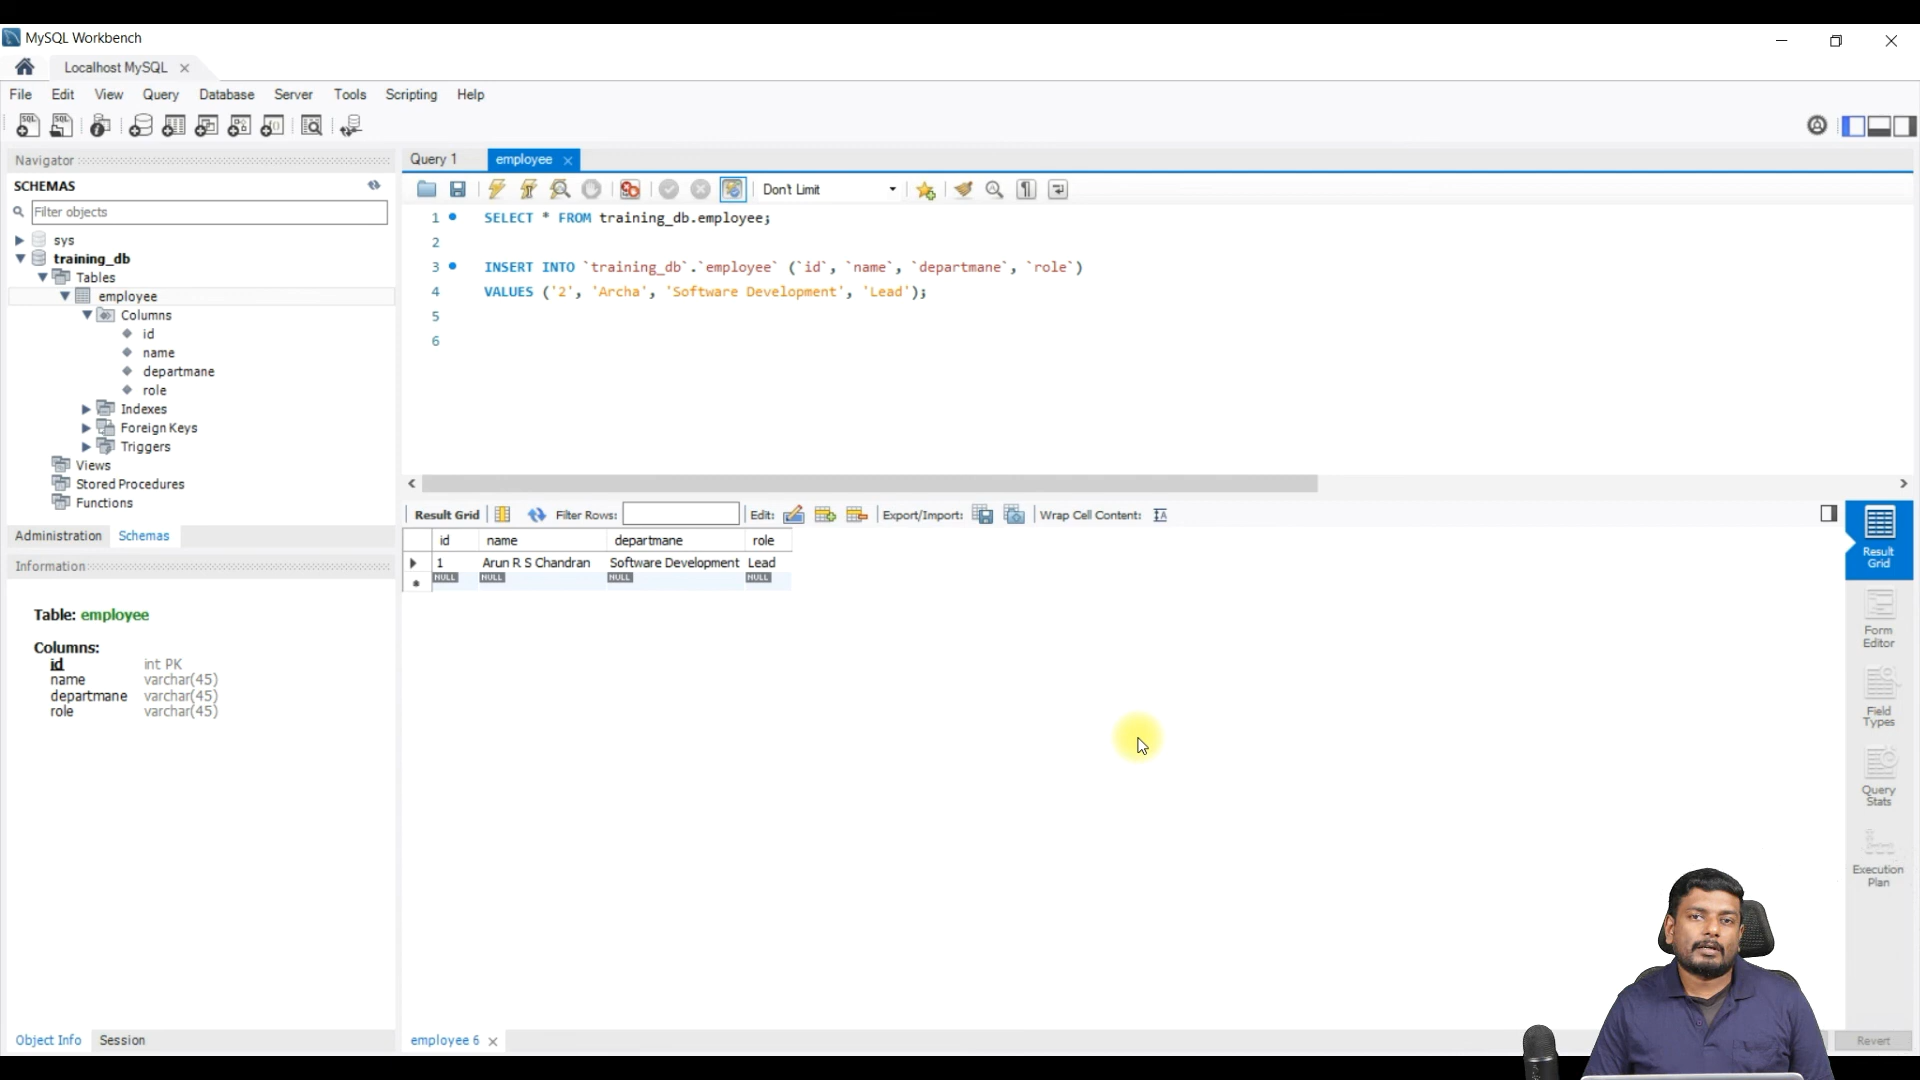 MySQL Workbench
Localhost MySQL
File Edit View Query Database Server Tools Scripting Help
SQL SQL
Navigator
SCHEMAS
Filter objects
sys
training_db
Tables
employee
Columns
id
name
departmane
role
Indexes
Foreign Keys
Triggers
Views
Stored Procedures
Functions
Administration Schemas
Information
Table: employee
Columns:
id int PK
name varchar(45)
departmane varchar(45)
role varchar(45)
Object Info Session
Query 1 employee
Don't Limit
1 SELECT * FROM training_db.employee;
2
3 INSERT INTO `training_db`.`employee` (`id`, `name`, `departmane`, `role`)
4 VALUES ('2', 'Archa', 'Software Development', 'Lead');
5
6
Result Grid Filter Rows: Edit: Export/Import: Wrap Cell Content: IA
id name departmane role
1 Arun R S Chandran Software Development Lead
NULL NULL NULL NULL
employee 6
Result
Grid
Form
Editor
Field
Types
Query
Stats
Execution
Plan
Revert